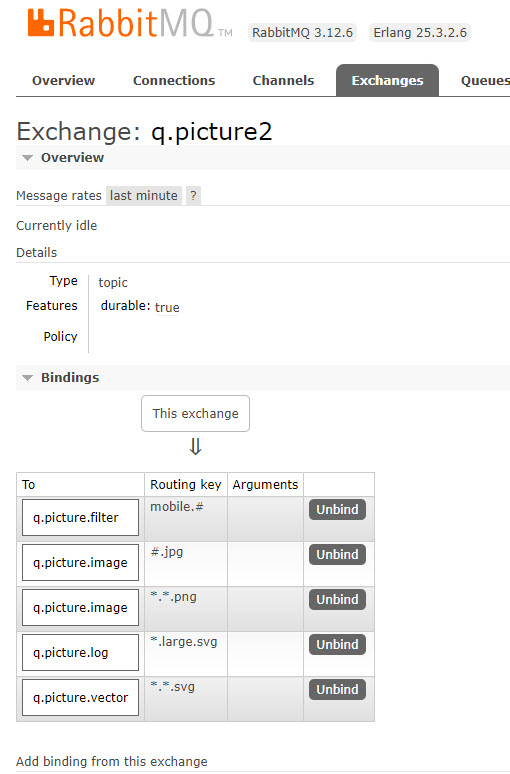 RabbitMQ TM RabbitMQ 3.12.6 Erlang 25.3.2.6
Overview Connections Channels Exchanges Queues
Exchange: q.picture2
Overview
Message rates last minute ?
Currently idle
Details
Type topic
Features durable: true
Policy
Bindings
This exchange
⇓
To Routing key Arguments
q.picture.filter mobile.# Unbind
q.picture.image #.jpg Unbind
q.picture.image *.*.png Unbind
q.picture.log *.large.svg Unbind
q.picture.vector *.*.svg Unbind
Add binding from this exchange